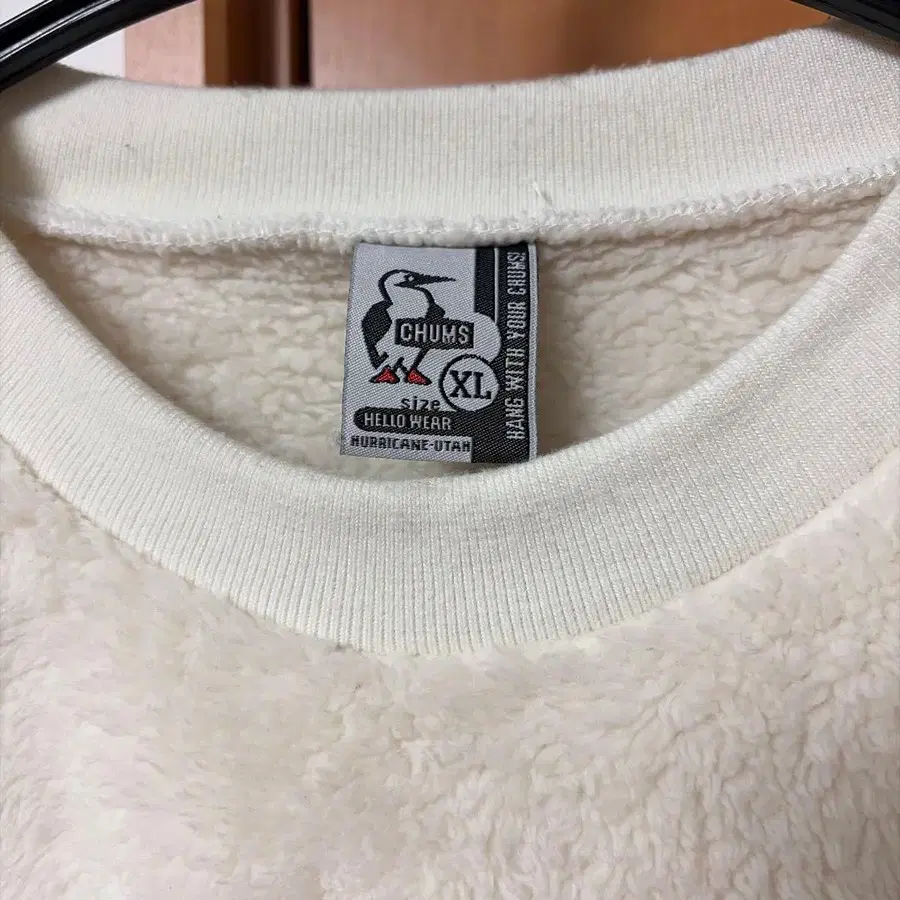 CHUMS
XL
size
HELLO WEAR
HURRICANE-UTAH
HANG WITH YOUR CHUMS!